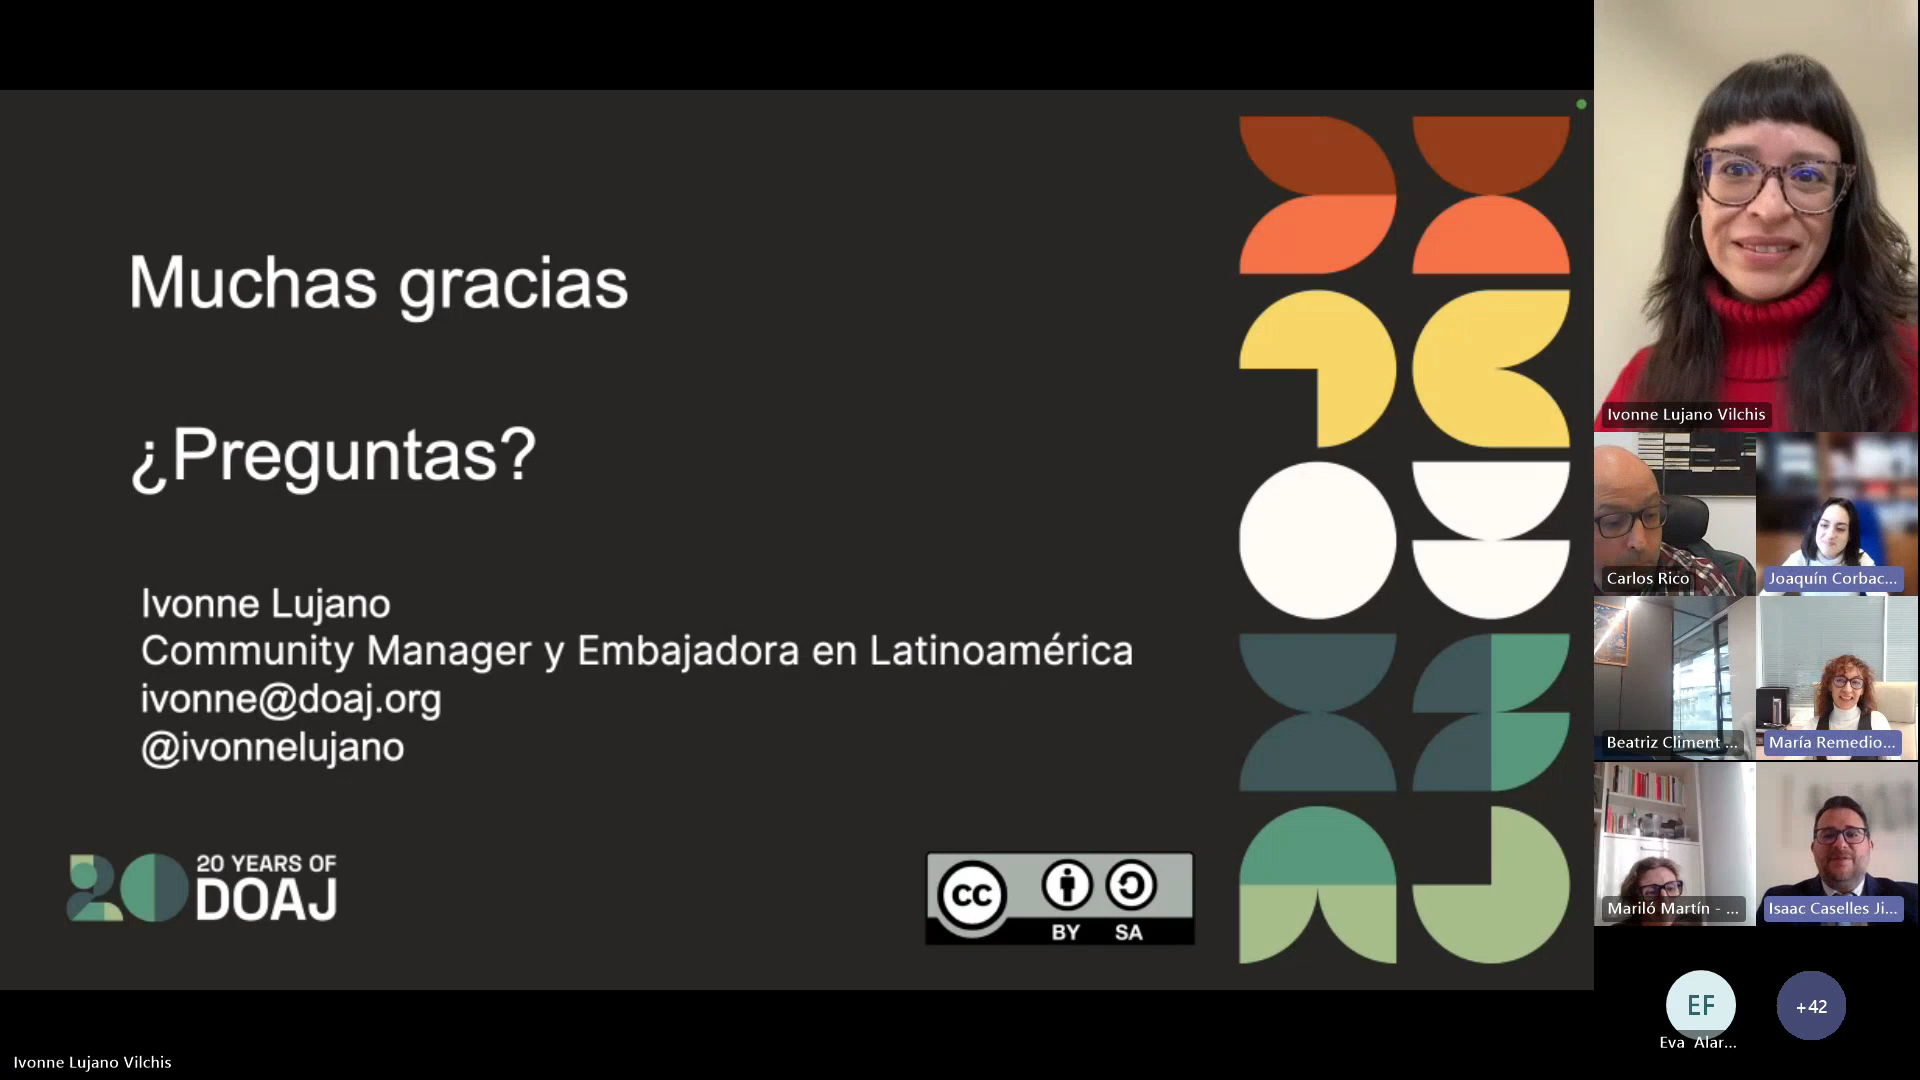 Muchas gracias
¿Preguntas?
Ivonne Lujano
Community Manager y Embajadora en Latinoamérica
ivonne@doaj.org
@ivonnelujano
20 YEARS OF
DOAJ
cc
BY SA
Ivonne Lujano Vilchis
Carlos Rico
Joaquín Corbac...
Beatriz Climent ...
María Remedio...
Mariló Martín - ...
Isaac Caselles Ji...
EF
+42
Eva Alar...
Ivonne Lujano Vilchis